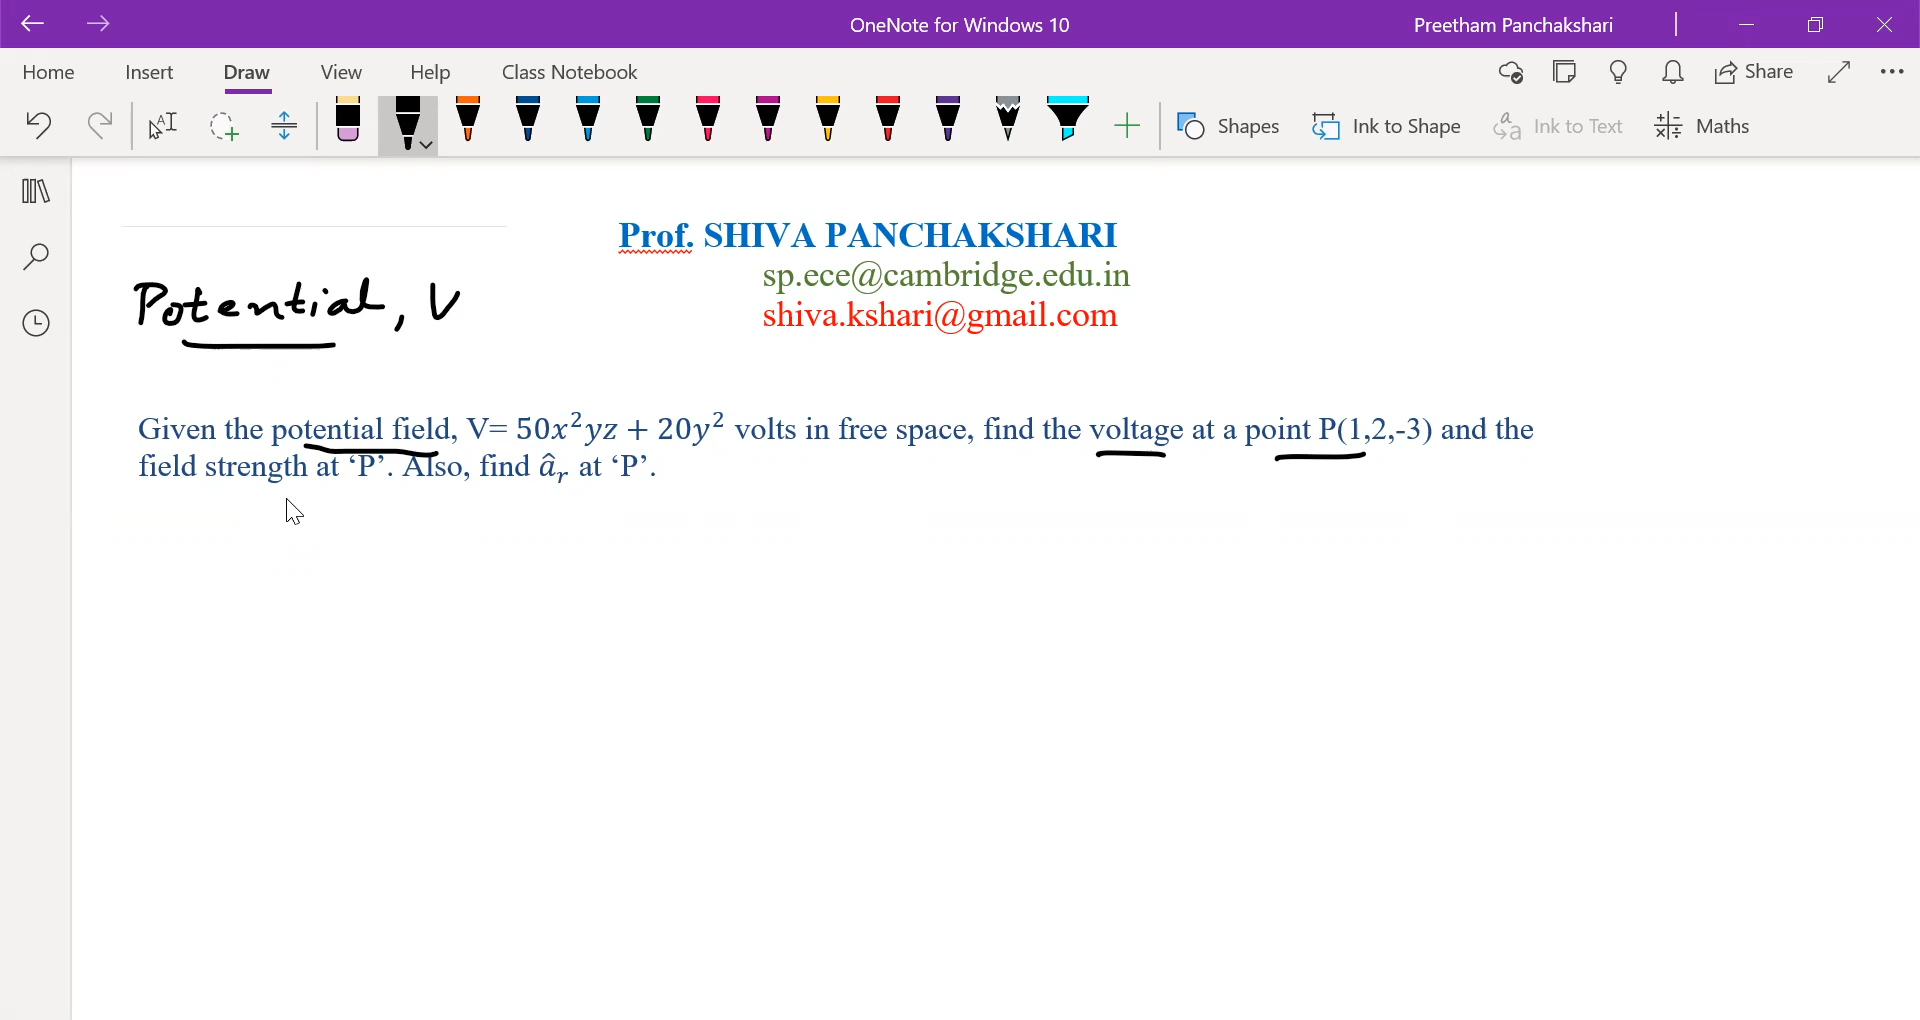 OneNote for Windows 10
Preetham Panchakshari
Home Insert Draw View Help Class Notebook
Share
Shapes Ink to Shape Ink to Text Maths
Prof. SHIVA PANCHAKSHARI
sp.ece@cambridge.edu.in
shiva.kshari@gmail.com
Potential, V
Given the potential field, V= 50x²yz + 20y² volts in free space, find the voltage at a point P(1,2,-3) and the
field strength at ‘P’. Also, find âᵣ at ‘P’.